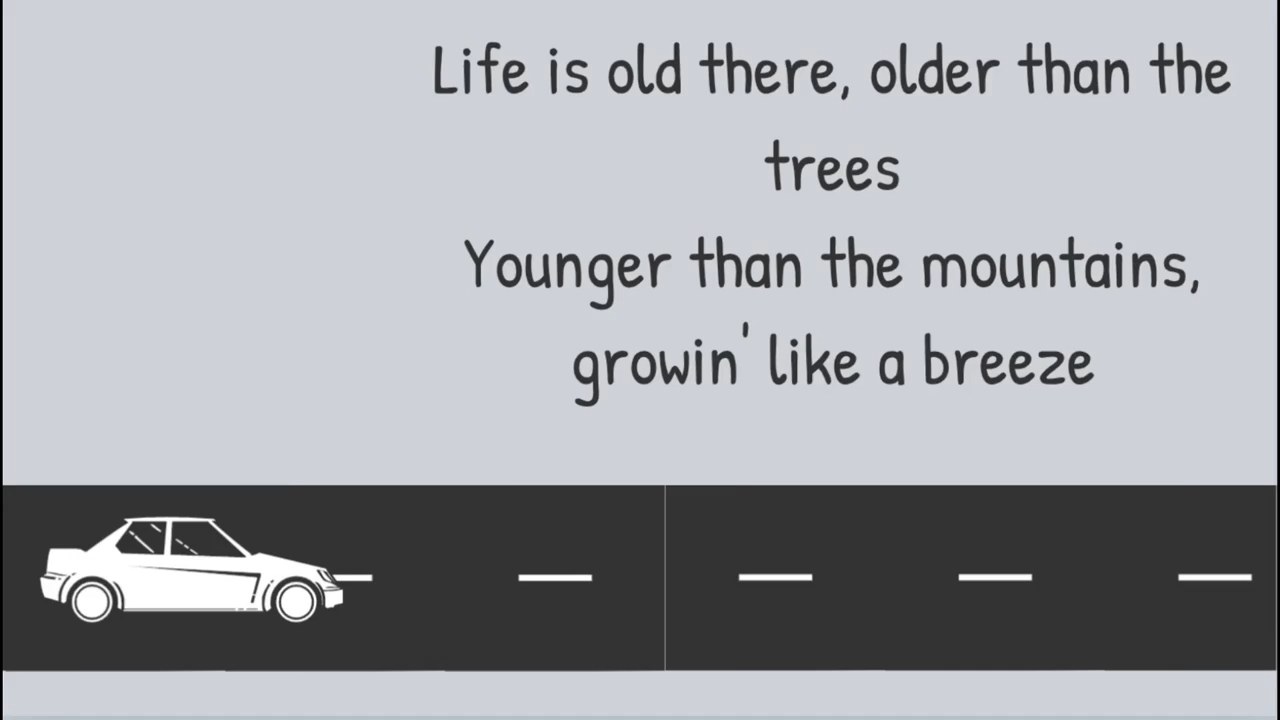 Life is old there, older than the
trees
Younger than the mountains,
growin' like a breeze